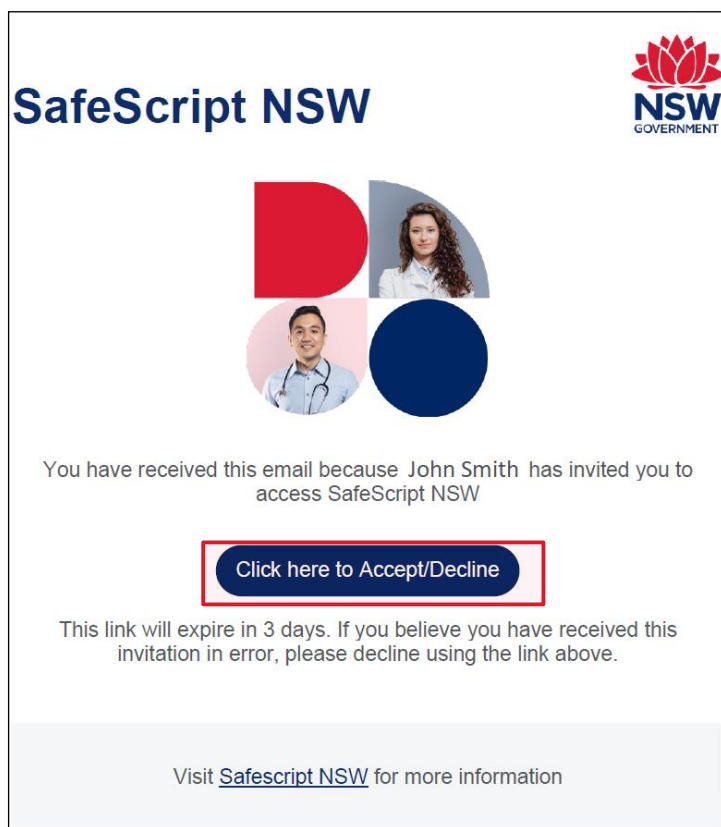 SafeScript NSW
NSW
GOVERNMENT
You have received this email because John Smith has invited you to
access SafeScript NSW
Click here to Accept/Decline
This link will expire in 3 days. If you believe you have received this
invitation in error, please decline using the link above.
Visit Safescript NSW for more information